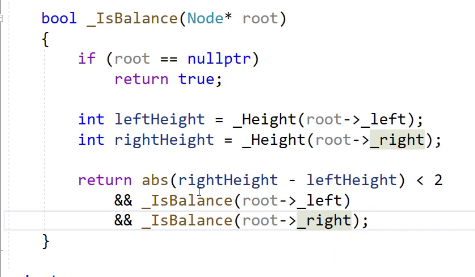 bool _IsBalance(Node* root)
{
if (root == nullptr)
return true;
int leftHeight = _Height(root->_left);
int rightHeight = _Height(root->_right);
return abs(rightHeight - leftHeight) < 2
&& _IsBalance(root->_left)
&& _IsBalance(root->_right);
}